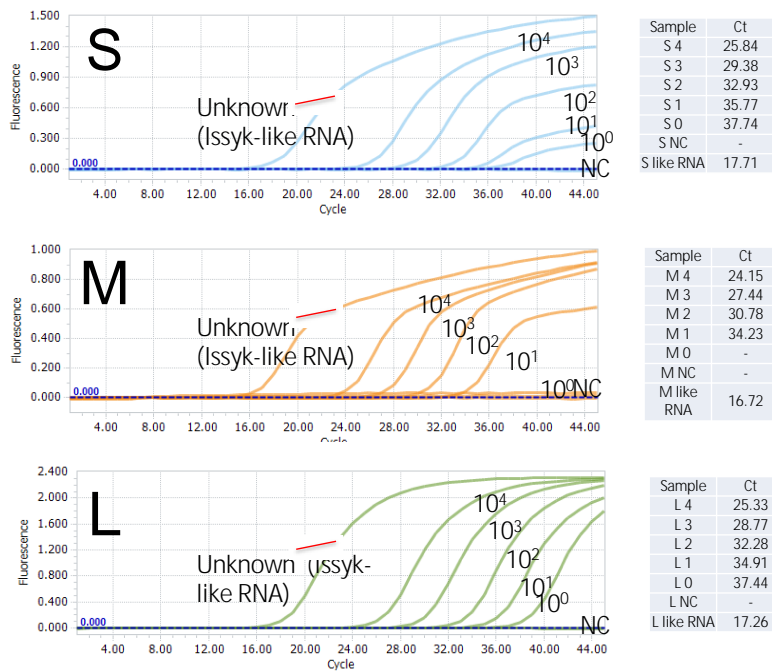 S
Fluorescence
1.500
1.200
0.900
0.600
0.300
0.000
0.000
4.00 8.00 12.00 16.00 20.00 24.00 28.00 32.00 36.00 40.00 44.00
Cycle
Unknown
(Issyk-like RNA)
10⁴
10³
10²
10¹
10⁰
NC
Sample Ct
S 4 25.84
S 3 29.38
S 2 32.93
S 1 35.77
S 0 37.74
S NC -
S like RNA 17.71
M
Fluorescence
1.000
0.800
0.600
0.400
0.200
0.000
0.000
4.00 8.00 12.00 16.00 20.00 24.00 28.00 32.00 36.00 40.00 44.00
Unknown
(Issyk-like RNA)
10⁴
10³
10²
10¹
10⁰NC
Sample Ct
M 4 24.15
M 3 27.44
M 2 30.78
M 1 34.23
M 0 -
M NC -
M like
RNA 16.72
L
Fluorescence
2.400
2.000
1.600
1.200
0.800
0.400
0.000
0.000
4.00 8.00 12.00 16.00 20.00 24.00 28.00 32.00 36.00 40.00 44.00
Cycle
Unknown (Issyk-
like RNA)
10⁴
10³
10²
10¹
10⁰
NC
Sample Ct
L 4 25.33
L 3 28.77
L 2 32.28
L 1 34.91
L 0 37.44
L NC -
L like RNA 17.26